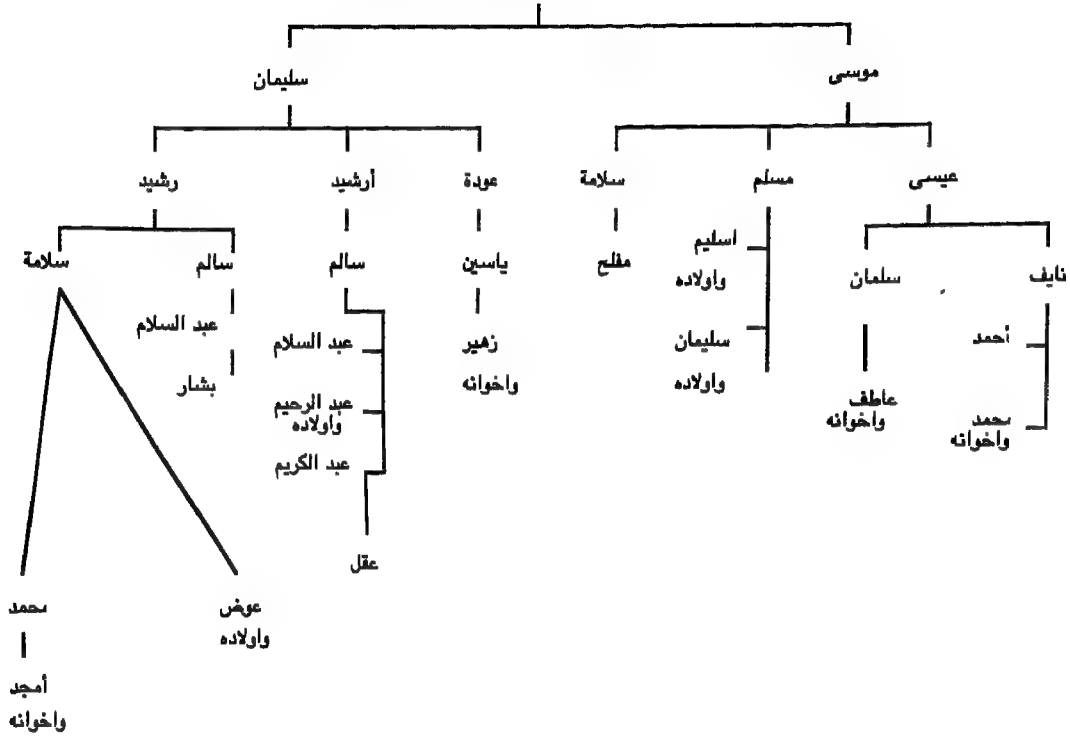 موسى
سليمان
عيسى
مسلم
سلامة
عودة
أرشيد
رشيد
نايف
سلمان
اسليم
واولاده
مفلح
ياسين
سالم
سالم
سلامة
أحمد
سليمان
واولاده
زهير
واخوانه
عبد السلام
عبد السلام
محمد
واخوانه
عاطف
واخوانه
عبد الرحيم
واولاده
بشار
عبد الكريم
عقل
عوض
واولاده
محمد
أمجد
واخوانه